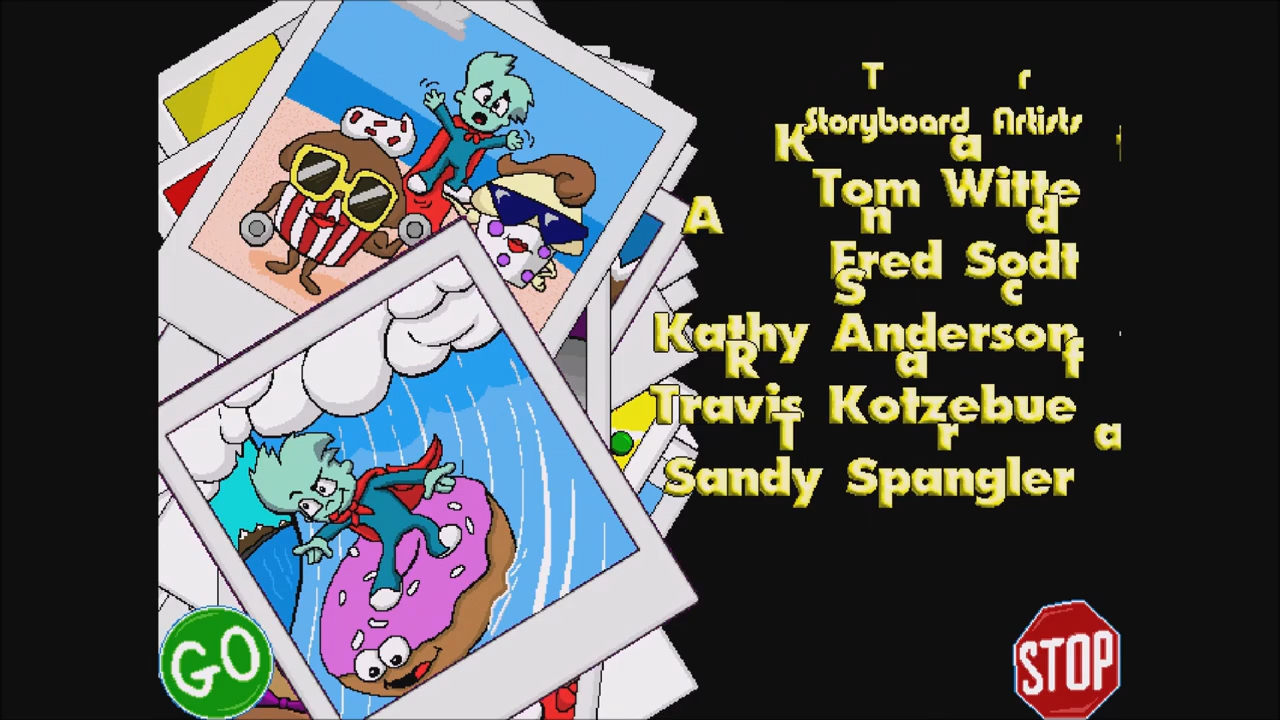 T r
Storyboard Artists
K a
Tom Witte
A n d
Fred Sodt
S c
Kathy Anderson
R a f
Travis Kotzebue
T r a
Sandy Spangler
GO
STOP